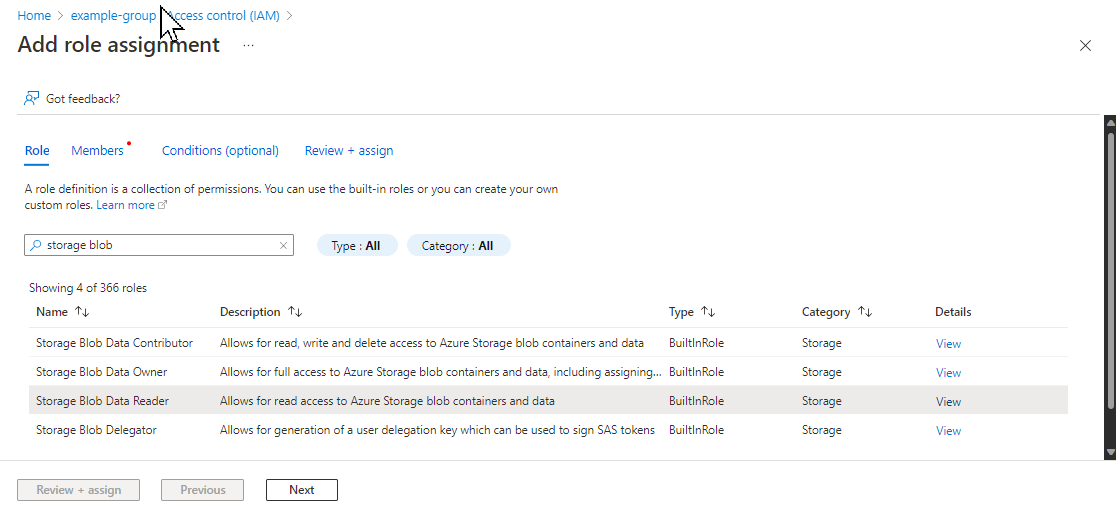 Home > example-group Access control (IAM) >
Add role assignment ...
Got feedback?
Role Members Conditions (optional) Review + assign
A role definition is a collection of permissions. You can use the built-in roles or you can create your own
custom roles. Learn more
storage blob Type : All Category : All
Showing 4 of 366 roles
Name Description Type Category Details
Storage Blob Data Contributor Allows for read, write and delete access to Azure Storage blob containers and data BuiltInRole Storage View
Storage Blob Data Owner Allows for full access to Azure Storage blob containers and data, including assigning... BuiltInRole Storage View
Storage Blob Data Reader Allows for read access to Azure Storage blob containers and data BuiltInRole Storage View
Storage Blob Delegator Allows for generation of a user delegation key which can be used to sign SAS tokens BuiltInRole Storage View
Review + assign Previous Next